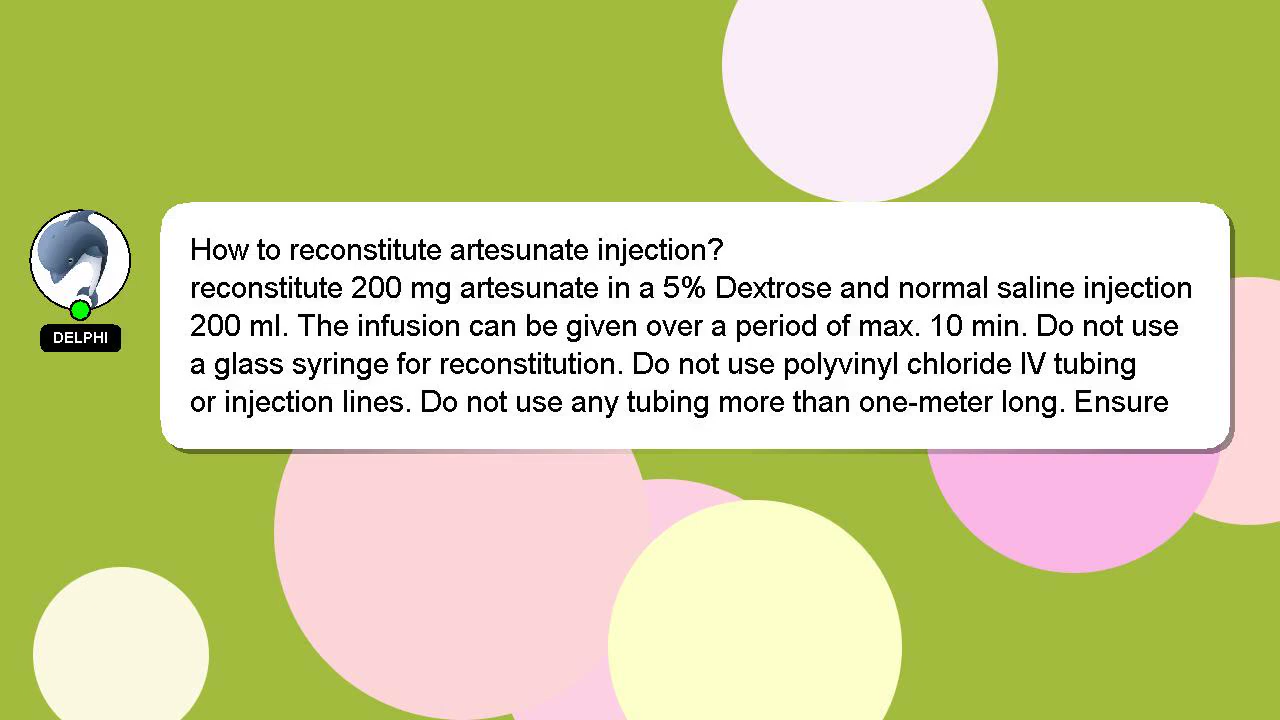 How to reconstitute artesunate injection?
reconstitute 200 mg artesunate in a 5% Dextrose and normal saline injection
200 ml. The infusion can be given over a period of max. 10 min. Do not use
a glass syringe for reconstitution. Do not use polyvinyl chloride IV tubing
or injection lines. Do not use any tubing more than one-meter long. Ensure
DELPHI